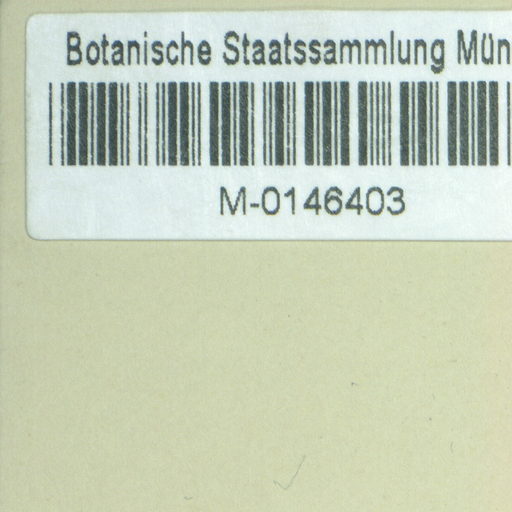 Botanische Staatssammlung Mün
M-0146403